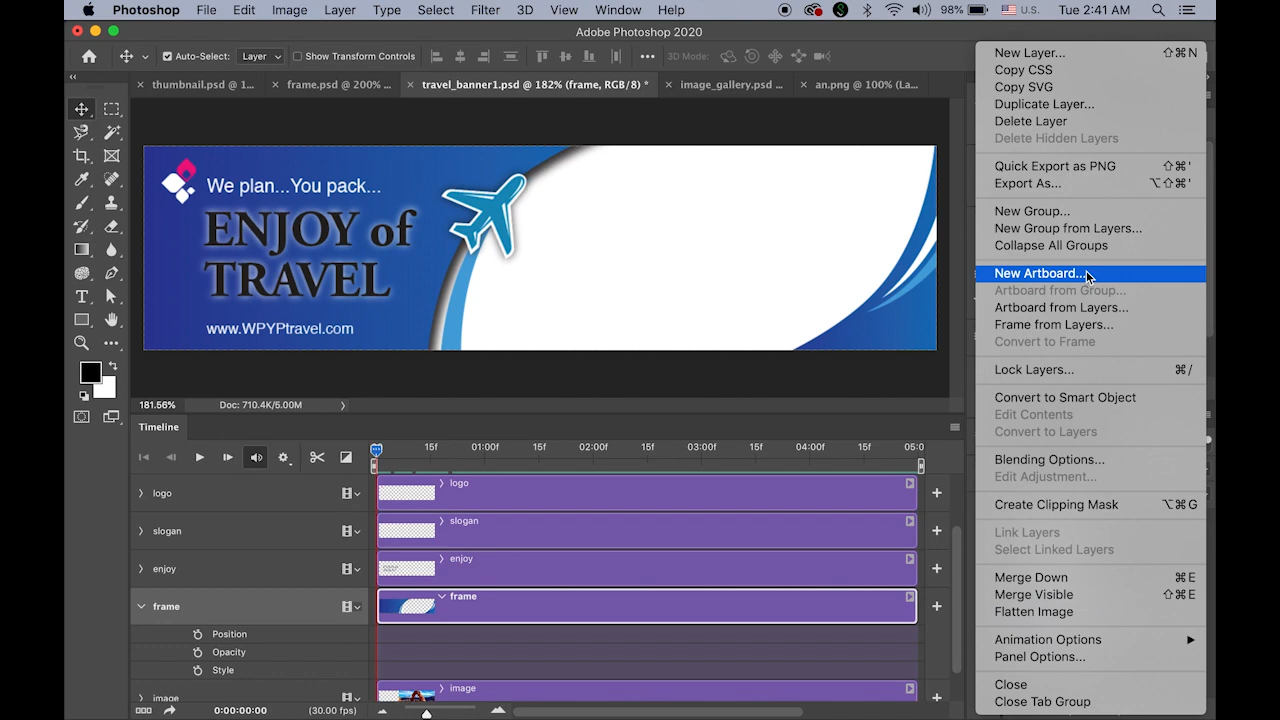 Photoshop File Edit Image Layer Type Select Filter 3D View Window Help 98% U.S. Tue 2:41 AM
Adobe Photoshop 2020
Auto-Select: Layer Show Transform Controls 3D Mode:
thumbnail.psd @ 1... frame.psd @ 200% ... travel_banner1.psd @ 182% (frame, RGB/8) * image_gallery.psd ... an.png @ 100% (La...
We plan...You pack...
ENJOY of
TRAVEL
www.WPYPtravel.com
181.56% Doc: 710.4K/5.00M
Timeline
15f 01:00f 15f 02:00f 15f 03:00f 15f 04:00f 15f 05:0
logo logo
slogan slogan
enjoy enjoy
frame frame
Position
Opacity
Style
image image
0:00:00:00 (30.00 fps)
New Layer... ⇧⌘N
Copy CSS
Copy SVG
Duplicate Layer...
Delete Layer
Delete Hidden Layers
Quick Export as PNG ⇧⌘'
Export As... ⌥⇧⌘'
New Group...
New Group from Layers...
Collapse All Groups
New Artboard...
Artboard from Group...
Artboard from Layers...
Frame from Layers...
Convert to Frame
Lock Layers... ⌘/
Convert to Smart Object
Edit Contents
Convert to Layers
Blending Options...
Edit Adjustment...
Create Clipping Mask ⌥⌘G
Link Layers
Select Linked Layers
Merge Down ⌘E
Merge Visible ⇧⌘E
Flatten Image
Animation Options
Panel Options...
Close
Close Tab Group